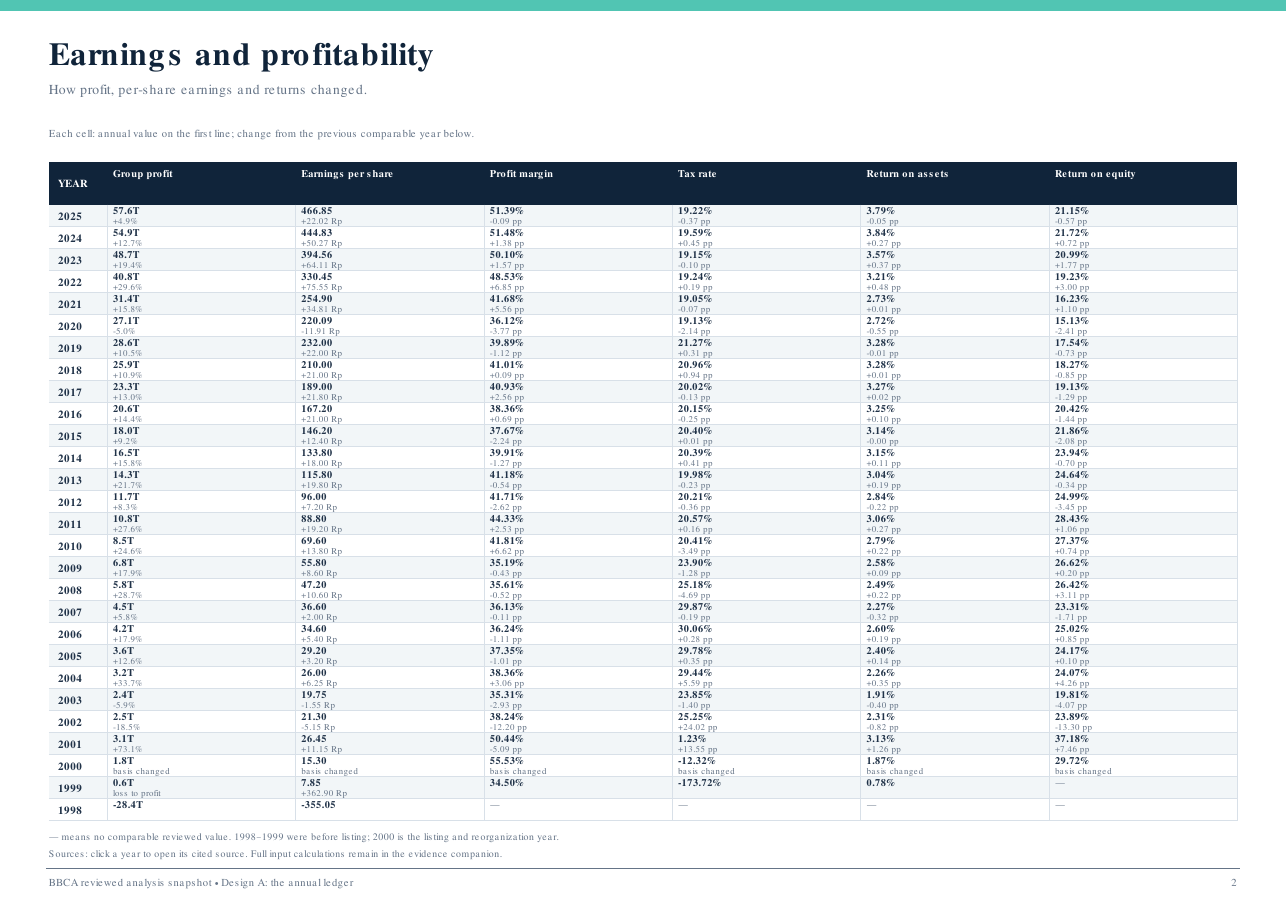 Earnings and profitability
How profit, per-share earnings and returns changed.
Each cell: annual value on the first line; change from the previous comparable year below.
YEAR Group profit Earnings per share Profit margin Tax rate Return on assets Return on equity
2025 57.6T 466.85 51.39% 19.22% 3.79% 21.15%
+4.9% +22.02 Rp -0.09 pp -0.37 pp -0.05 pp -0.57 pp
2024 54.9T 444.83 51.48% 19.59% 3.84% 21.72%
+12.7% +50.27 Rp +1.38 pp +0.45 pp +0.27 pp +0.72 pp
2023 48.7T 394.56 50.10% 19.15% 3.57% 20.99%
+19.4% +64.11 Rp +1.57 pp -0.10 pp +0.37 pp +1.77 pp
2022 40.8T 330.45 48.53% 19.24% 3.21% 19.23%
+29.6% +75.55 Rp +6.85 pp +0.19 pp +0.48 pp +3.00 pp
2021 31.4T 254.90 41.68% 19.05% 2.73% 16.23%
+15.8% +34.81 Rp +5.56 pp -0.07 pp +0.01 pp +1.10 pp
2020 27.1T 220.09 36.12% 19.13% 2.72% 15.13%
-5.0% -11.91 Rp -3.77 pp -2.14 pp -0.55 pp -2.41 pp
2019 28.6T 232.00 39.89% 21.27% 3.28% 17.54%
+10.5% +22.00 Rp -1.12 pp +0.31 pp -0.01 pp -0.73 pp
2018 25.9T 210.00 41.01% 20.96% 3.28% 18.27%
+10.9% +21.00 Rp +0.09 pp +0.94 pp +0.01 pp -0.85 pp
2017 23.3T 189.00 40.93% 20.02% 3.27% 19.13%
+13.0% +21.80 Rp +2.56 pp -0.13 pp +0.02 pp -1.29 pp
2016 20.6T 167.20 38.36% 20.15% 3.25% 20.42%
+14.4% +21.00 Rp +0.69 pp -0.25 pp +0.10 pp -1.44 pp
2015 18.0T 146.20 37.67% 20.40% 3.14% 21.86%
+9.2% +12.40 Rp -2.24 pp +0.01 pp -0.00 pp -2.08 pp
2014 16.5T 133.80 39.91% 20.39% 3.15% 23.94%
+15.8% +18.00 Rp -1.27 pp +0.41 pp +0.11 pp -0.70 pp
2013 14.3T 115.80 41.18% 19.98% 3.04% 24.64%
+21.7% +19.80 Rp -0.54 pp -0.23 pp +0.19 pp -0.34 pp
2012 11.7T 96.00 41.71% 20.21% 2.84% 24.99%
+8.3% +7.20 Rp -2.62 pp -0.36 pp -0.22 pp -3.45 pp
2011 10.8T 88.80 44.33% 20.57% 3.06% 28.43%
+27.6% +19.20 Rp +2.53 pp +0.16 pp +0.27 pp +1.06 pp
2010 8.5T 69.60 41.81% 20.41% 2.79% 27.37%
+24.6% +13.80 Rp +6.62 pp -3.49 pp +0.22 pp +0.74 pp
2009 6.8T 55.80 35.19% 23.90% 2.58% 26.62%
+17.9% +8.60 Rp -0.43 pp -1.28 pp +0.09 pp +0.20 pp
2008 5.8T 47.20 35.61% 25.18% 2.49% 26.42%
+28.7% +10.60 Rp -0.52 pp -4.69 pp +0.22 pp +3.11 pp
2007 4.5T 36.60 36.13% 29.87% 2.27% 23.31%
+5.8% +2.00 Rp -0.11 pp -0.19 pp -0.32 pp -1.71 pp
2006 4.2T 34.60 36.24% 30.06% 2.60% 25.02%
+17.9% +5.40 Rp -1.11 pp +0.28 pp +0.19 pp +0.85 pp
2005 3.6T 29.20 37.35% 29.78% 2.40% 24.17%
+12.6% +3.20 Rp -1.01 pp +0.35 pp +0.14 pp +0.10 pp
2004 3.2T 26.00 38.36% 29.44% 2.26% 24.07%
+33.7% +6.25 Rp +3.06 pp +5.59 pp +0.35 pp +4.26 pp
2003 2.4T 19.75 35.31% 23.85% 1.91% 19.81%
-5.9% -1.55 Rp -2.93 pp -1.40 pp -0.40 pp -4.07 pp
2002 2.5T 21.30 38.24% 25.25% 2.31% 23.89%
-18.5% -5.15 Rp -12.20 pp +24.02 pp -0.82 pp -13.30 pp
2001 3.1T 26.45 50.44% 1.23% 3.13% 37.18%
+73.1% +11.15 Rp -5.09 pp +13.55 pp +1.26 pp +7.46 pp
2000 1.8T 15.30 55.53% -12.32% 1.87% 29.72%
basis changed basis changed basis changed basis changed basis changed basis changed
1999 0.6T 7.85 34.50% -173.72% 0.78% —
loss to profit +362.90 Rp
1998 -28.4T -355.05 — — — —
— means no comparable reviewed value. 1998–1999 were before listing; 2000 is the listing and reorganization year.
Sources: click a year to open its cited source. Full input calculations remain in the evidence companion.
BBCA reviewed analysis snapshot • Design A: the annual ledger 2